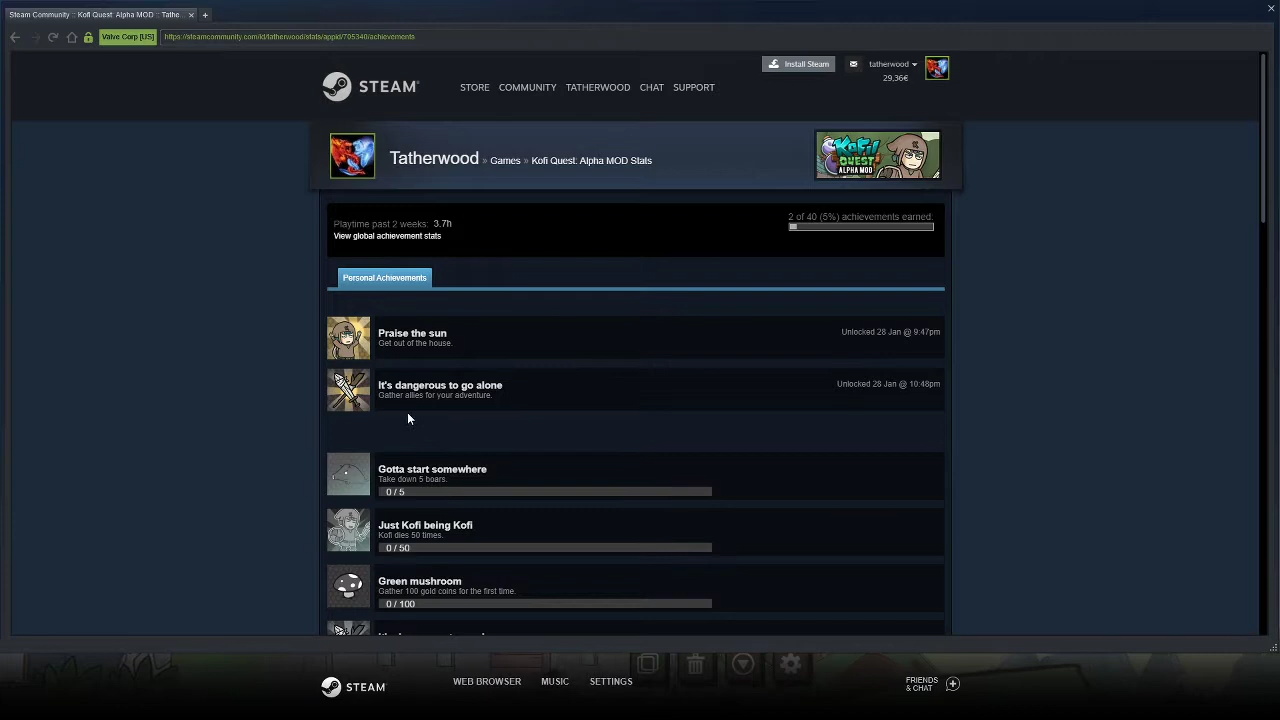 Steam Community :: Kofi Quest: Alpha MOD :: Tathe...
Valve Corp [US]
https://steamcommunity.com/id/tatherwood/stats/appid/705340/achievements
Install Steam
tatherwood
29,36€
STEAM®
STORE COMMUNITY TATHERWOOD CHAT SUPPORT
Tatherwood » Games » Kofi Quest: Alpha MOD Stats
KOFI QUEST ALPHA MOD
Playtime past 2 weeks: 3.7h
View global achievement stats
2 of 40 (5%) achievements earned:
Personal Achievements
Praise the sun
Get out of the house.
Unlocked 28 Jan @ 9:47pm
It's dangerous to go alone
Gather allies for your adventure.
Unlocked 28 Jan @ 10:48pm
Gotta start somewhere
Take down 5 boars.
0 / 5
Just Kofi being Kofi
Kofi dies 50 times.
0 / 50
Green mushroom
Gather 100 gold coins for the first time.
0 / 100
STEAM
WEB BROWSER MUSIC SETTINGS
FRIENDS
& CHAT